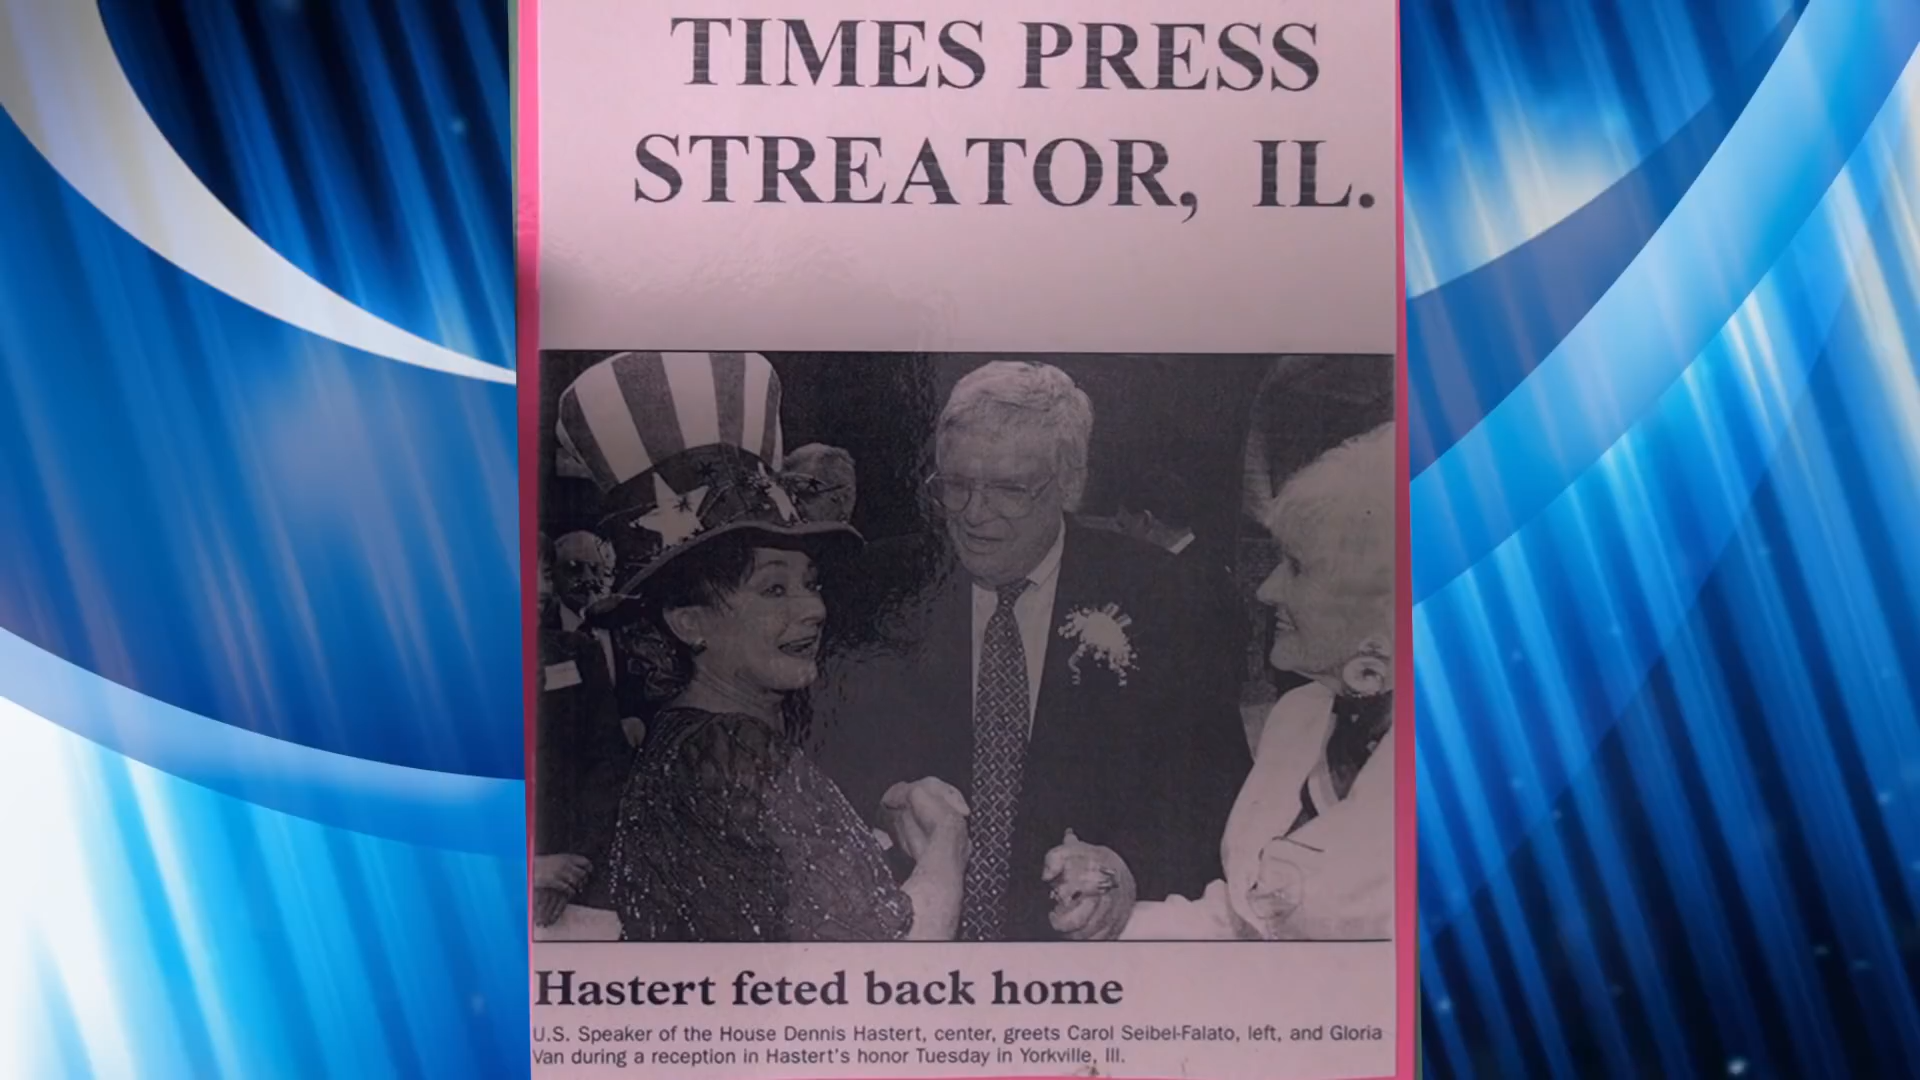 TIMES PRESS
STREATOR, IL.
Hastert feted back home
U.S. Speaker of the House Dennis Hastert, center, greets Carol Seibel-Falato, left, and Gloria
Van during a reception in Hastert's honor Tuesday in Yorkville, Ill.